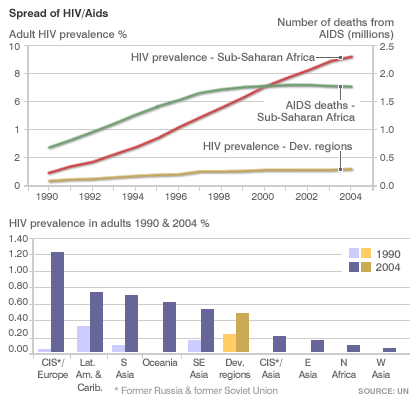 Spread of HIV/Aids
Adult HIV prevalence %
Number of deaths from
AIDS (millions)
10
8
6
1
2
0
2.5
2.0
1.5
1.0
0.5
0.0
HIV prevalence - Sub-Saharan Africa
AIDS deaths -
Sub-Saharan Africa
HIV prevalence - Dev. regions
1990 1992 1994 1996 1998 2000 2002 2004
HIV prevalence in adults 1990 & 2004 %
1.40
1.20
1.00
0.80
0.60
0.40
0.20
0.00
1990
2004
CIS*/
Europe
Lat.
Am. &
Carib.
S
Asia
Oceania
SE
Asia
Dev.
regions
CIS*/
Asia
E
Asia
N
Africa
W
Asia
* Former Russia & former Soviet Union
SOURCE: UN